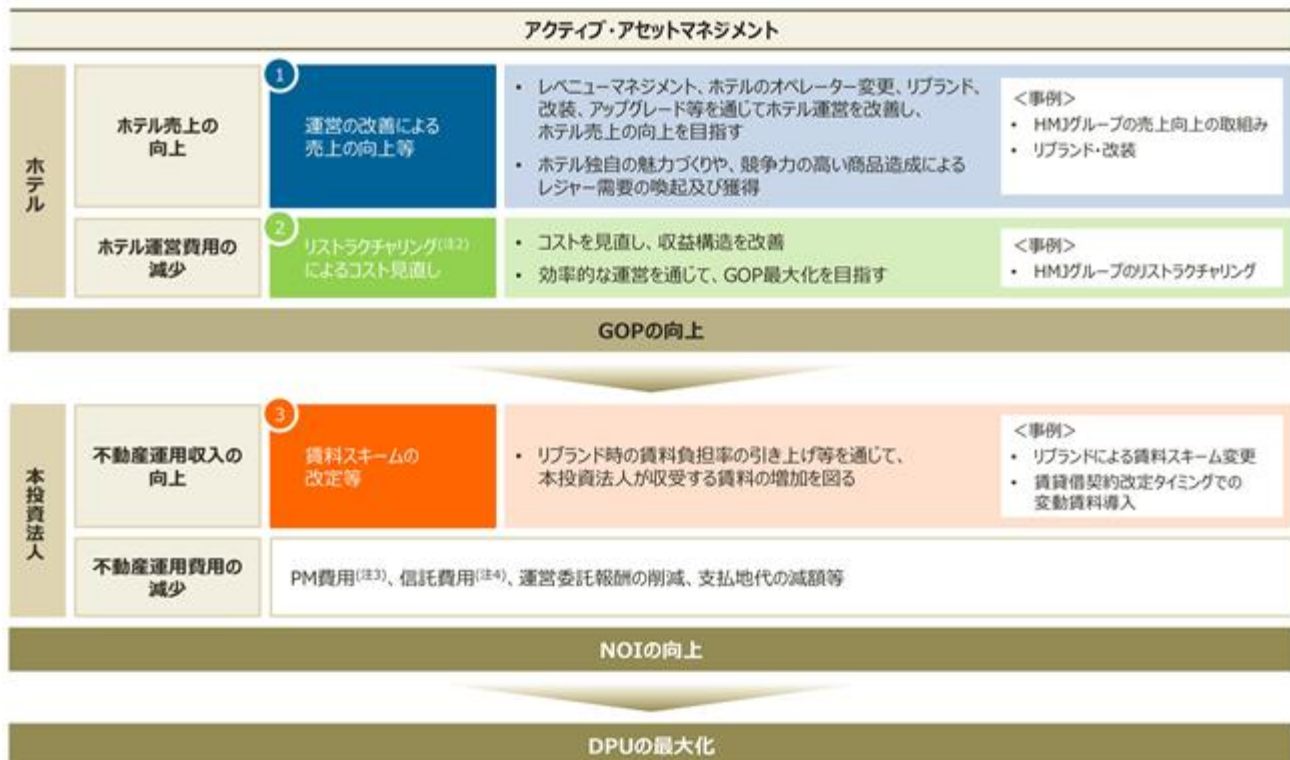 アクティブ・アセットマネジメント
ホテル
ホテル売上の
向上
1
運営の改善による
売上の向上等
• レベニューマネジメント、ホテルのオペレーター変更、リブランド、
改装、アップグレード等を通じてホテル運営を改善し、
ホテル売上の向上を目指す
• ホテル独自の魅力づくりや、競争力の高い商品造成による
レジャー需要の喚起及び獲得
<事例>
• HMJグループの売上向上の取組み
• リブランド・改装
ホテル運営費用の
減少
2
リストラクチャリング(注2)
によるコスト見直し
• コストを見直し、収益構造を改善
• 効率的な運営を通じて、GOP最大化を目指す
<事例>
• HMJグループのリストラクチャリング
GOPの向上
本投資法人
不動産運用収入の
向上
3
賃料スキームの
改定等
• リブランド時の賃料負担率の引き上げ等を通じて、
本投資法人が収受する賃料の増加を図る
<事例>
• リブランドによる賃料スキーム変更
• 賃貸借契約改定タイミングでの
変動賃料導入
不動産運用費用の
減少
PM費用(注3)、信託費用(注4)、運営委託報酬の削減、支払地代の減額等
NOIの向上
DPUの最大化